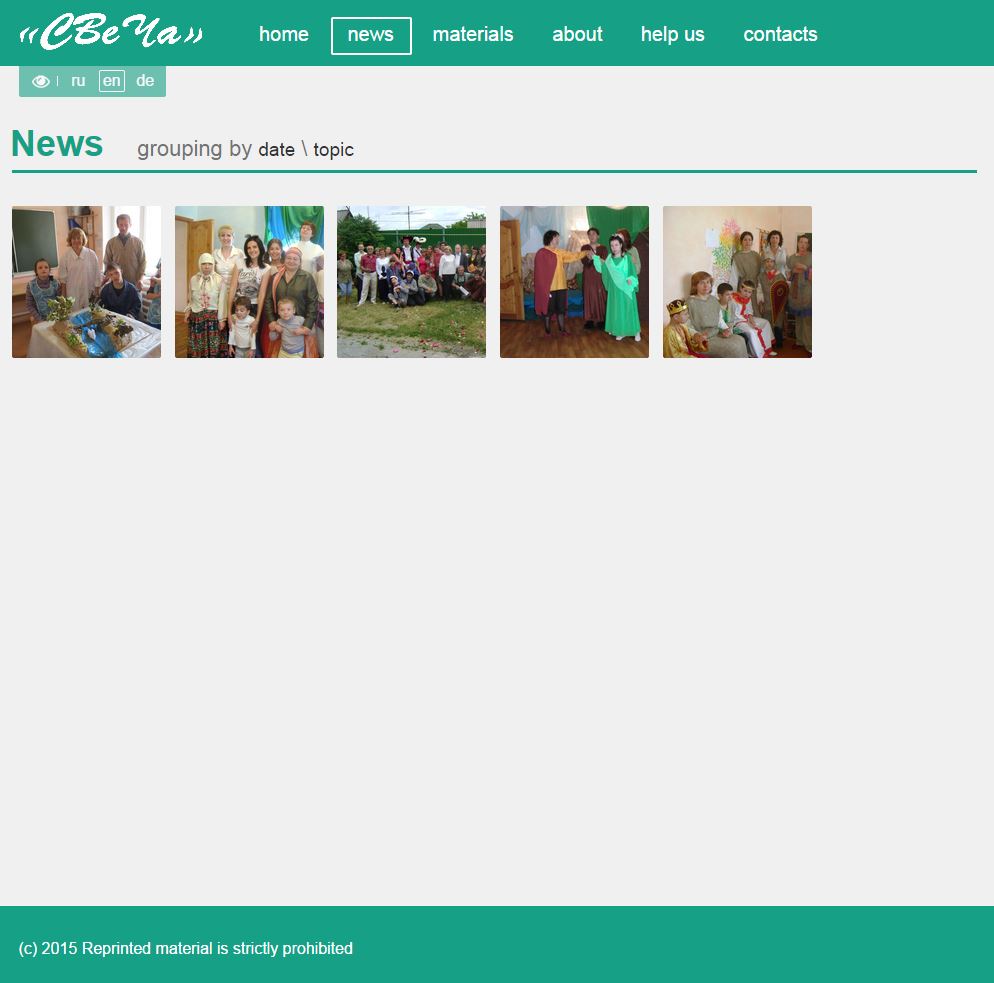 «СВеЧа» home news materials about help us contacts
ru en de
News grouping by date \ topic
(c) 2015 Reprinted material is strictly prohibited